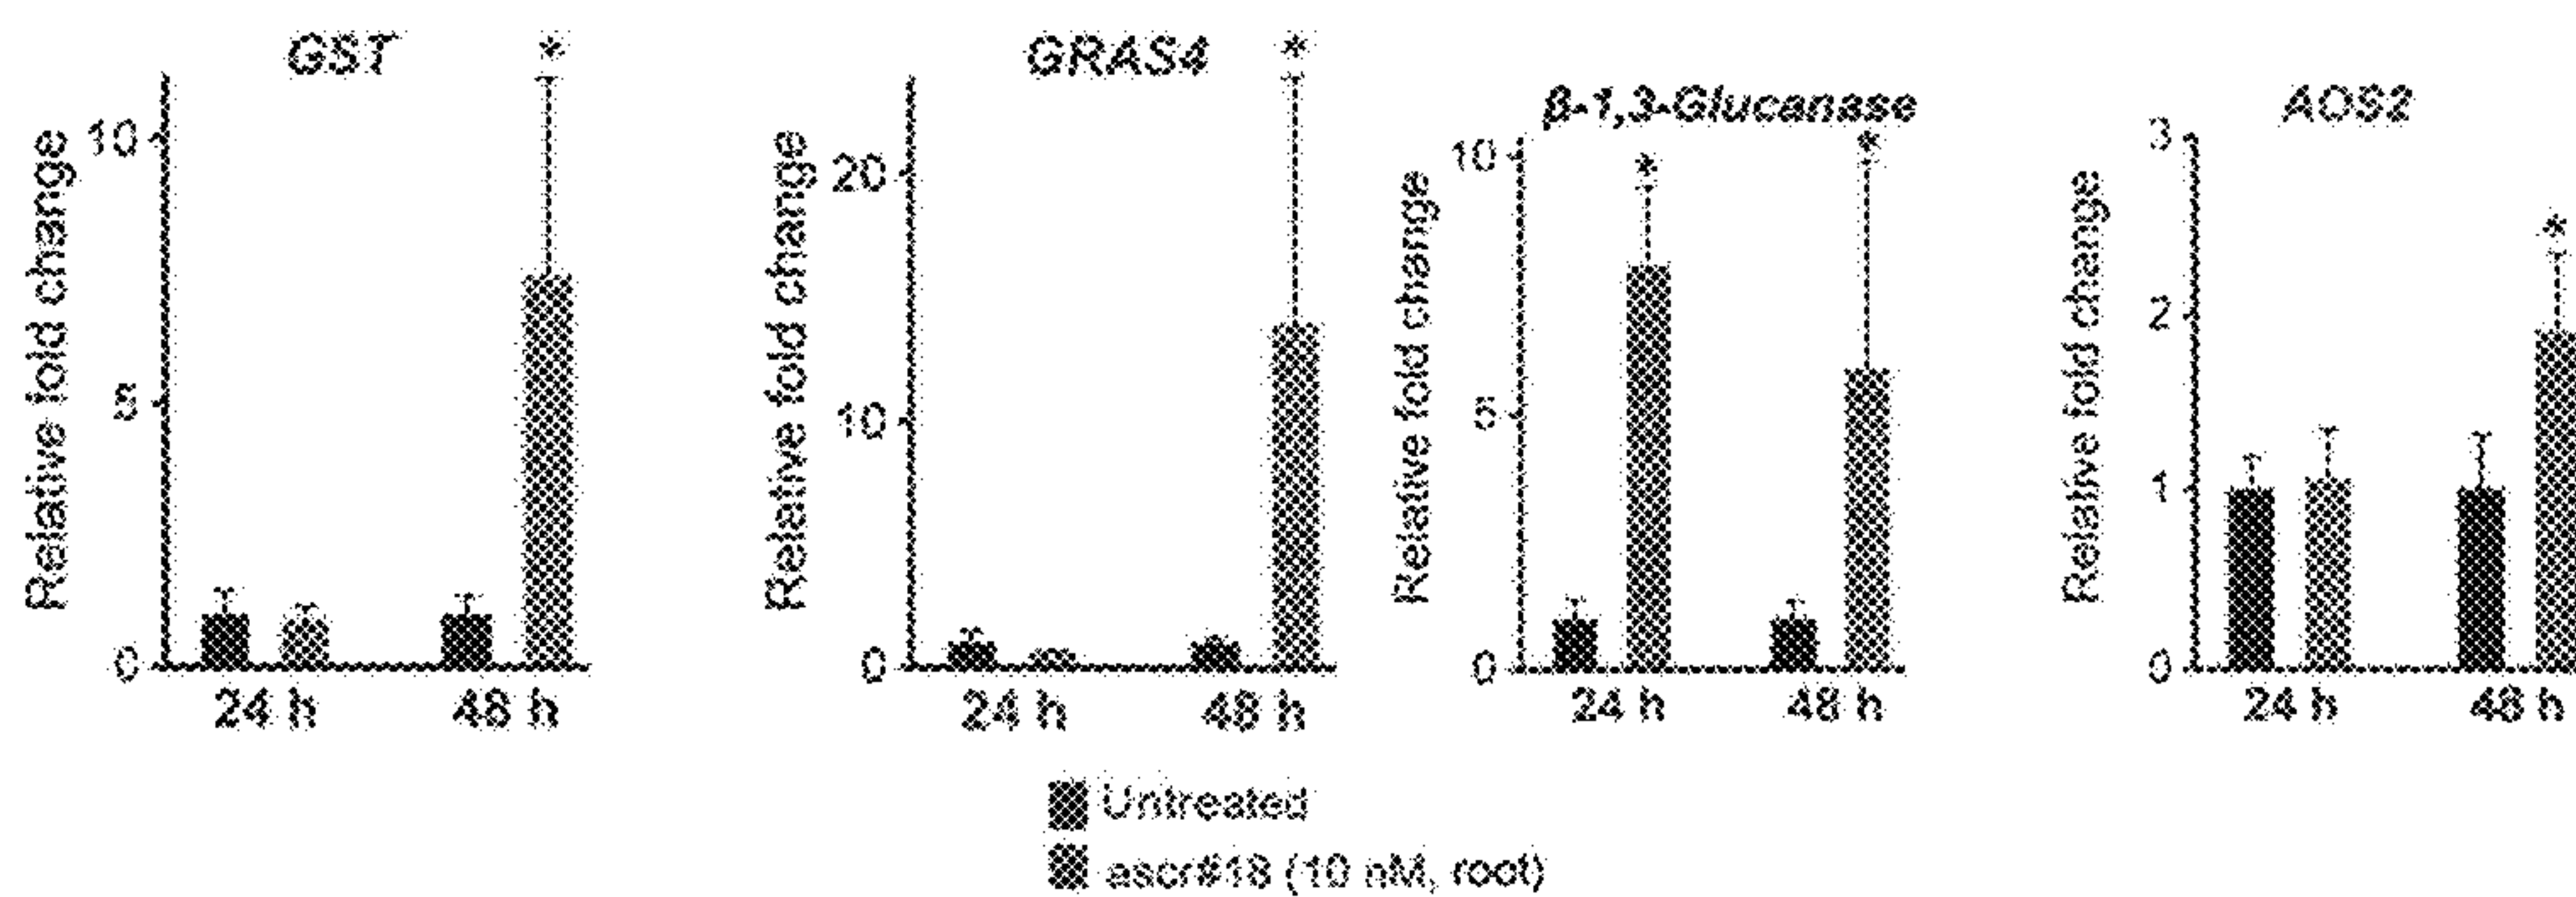 GST
*
Relative fold change
10
5
0
24 h
48 h
GRAS4
*
Relative fold change
20
10
0
24 h
48 h
β-1,3-Glucanase
*
*
Relative fold change
10
5
0
24 h
48 h
AOS2
*
Relative fold change
3
2
1
0
24 h
48 h
Untreated
ascr#18 (10 nM, root)